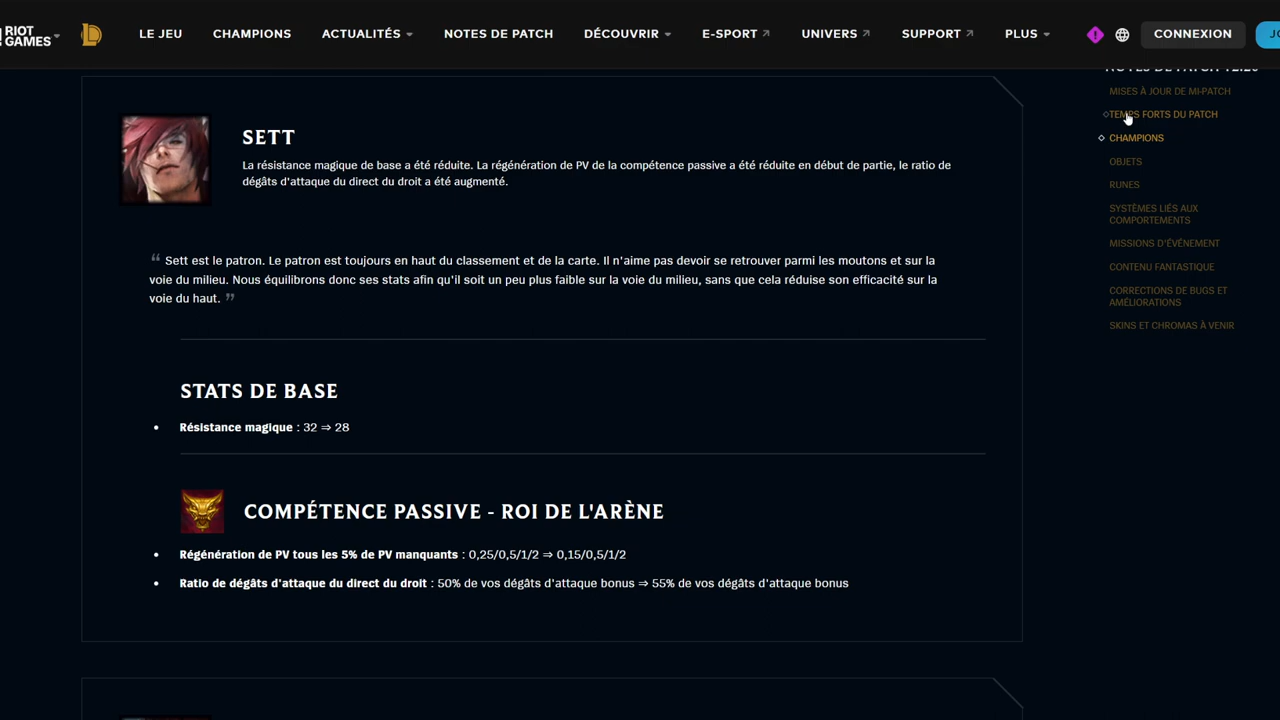 RIOT
GAMES
LE JEU
CHAMPIONS
ACTUALITÉS
NOTES DE PATCH
DÉCOUVRIR
E-SPORT
UNIVERS
SUPPORT
PLUS
CONNEXION
SETT
La résistance magique de base a été réduite. La régénération de PV de la compétence passive a été réduite en début de partie, le ratio de
dégâts d'attaque du direct du droit a été augmenté.
“ Sett est le patron. Le patron est toujours en haut du classement et de la carte. Il n'aime pas devoir se retrouver parmi les moutons et sur la
voie du milieu. Nous équilibrons donc ses stats afin qu'il soit un peu plus faible sur la voie du milieu, sans que cela réduise son efficacité sur la
voie du haut. ”
STATS DE BASE
• Résistance magique : 32 ⇒ 28
COMPÉTENCE PASSIVE - ROI DE L'ARÈNE
• Régénération de PV tous les 5% de PV manquants : 0,25/0,5/1/2 ⇒ 0,15/0,5/1/2
• Ratio de dégâts d'attaque du direct du droit : 50% de vos dégâts d'attaque bonus ⇒ 55% de vos dégâts d'attaque bonus
NOTES DE PATCH
MISES À JOUR DE MI-PATCH
TEMPS FORTS DU PATCH
CHAMPIONS
OBJETS
RUNES
SYSTÈMES LIÉS AUX
COMPORTEMENTS
MISSIONS D'ÉVÉNEMENT
CONTENU FANTASTIQUE
CORRECTIONS DE BUGS ET
AMÉLIORATIONS
SKINS ET CHROMAS À VENIR